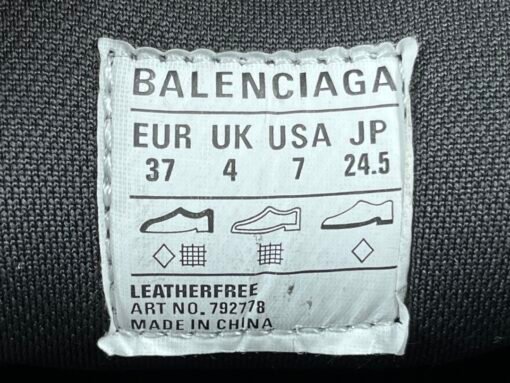 BALENCIAGA
EUR UK USA JP
37 4 7 24.5
LEATHERFREE
ART NO. 792778
MADE IN CHINA